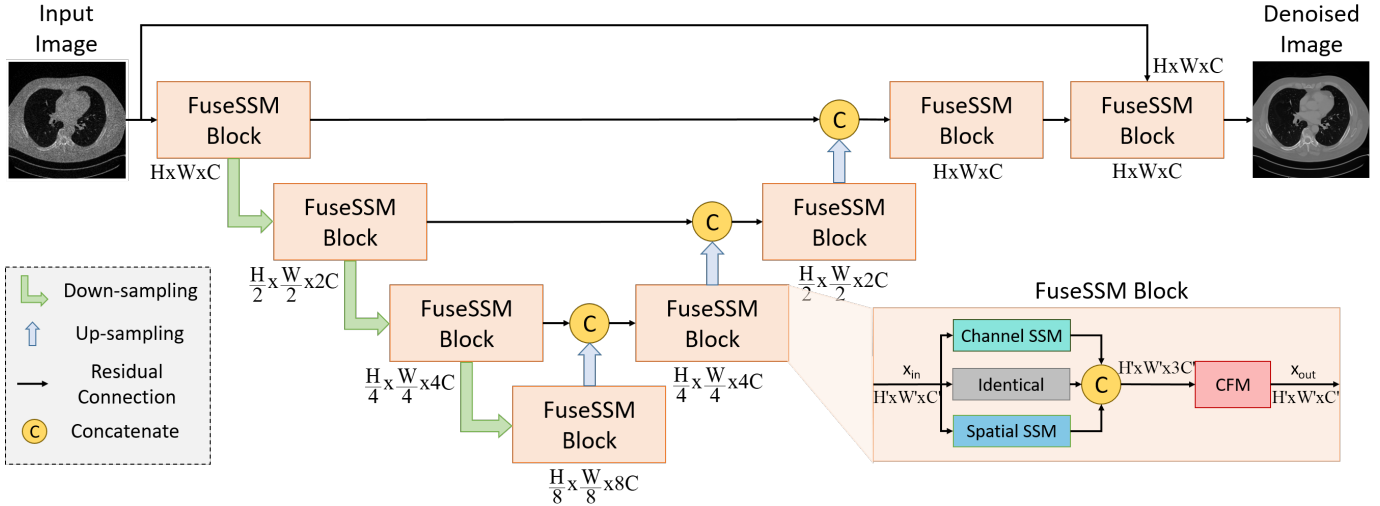 Input
Image
Denoised
Image
HxWxC
FuseSSM
Block
HxWxC
C
FuseSSM
Block
HxWxC
FuseSSM
Block
HxWxC
FuseSSM
Block
H/2 x W/2 x2C
C
FuseSSM
Block
H/2 x W/2 x2C
FuseSSM
Block
H/4 x W/4 x4C
C
FuseSSM
Block
H/4 x W/4 x4C
FuseSSM
Block
H/8 x W/8 x8C
Down-sampling
Up-sampling
Residual
Connection
C
Concatenate
FuseSSM Block
xin
H'xW'xC'
Channel SSM
Identical
Spatial SSM
C
H'xW'x3C'
CFM
xout
H'xW'xC'